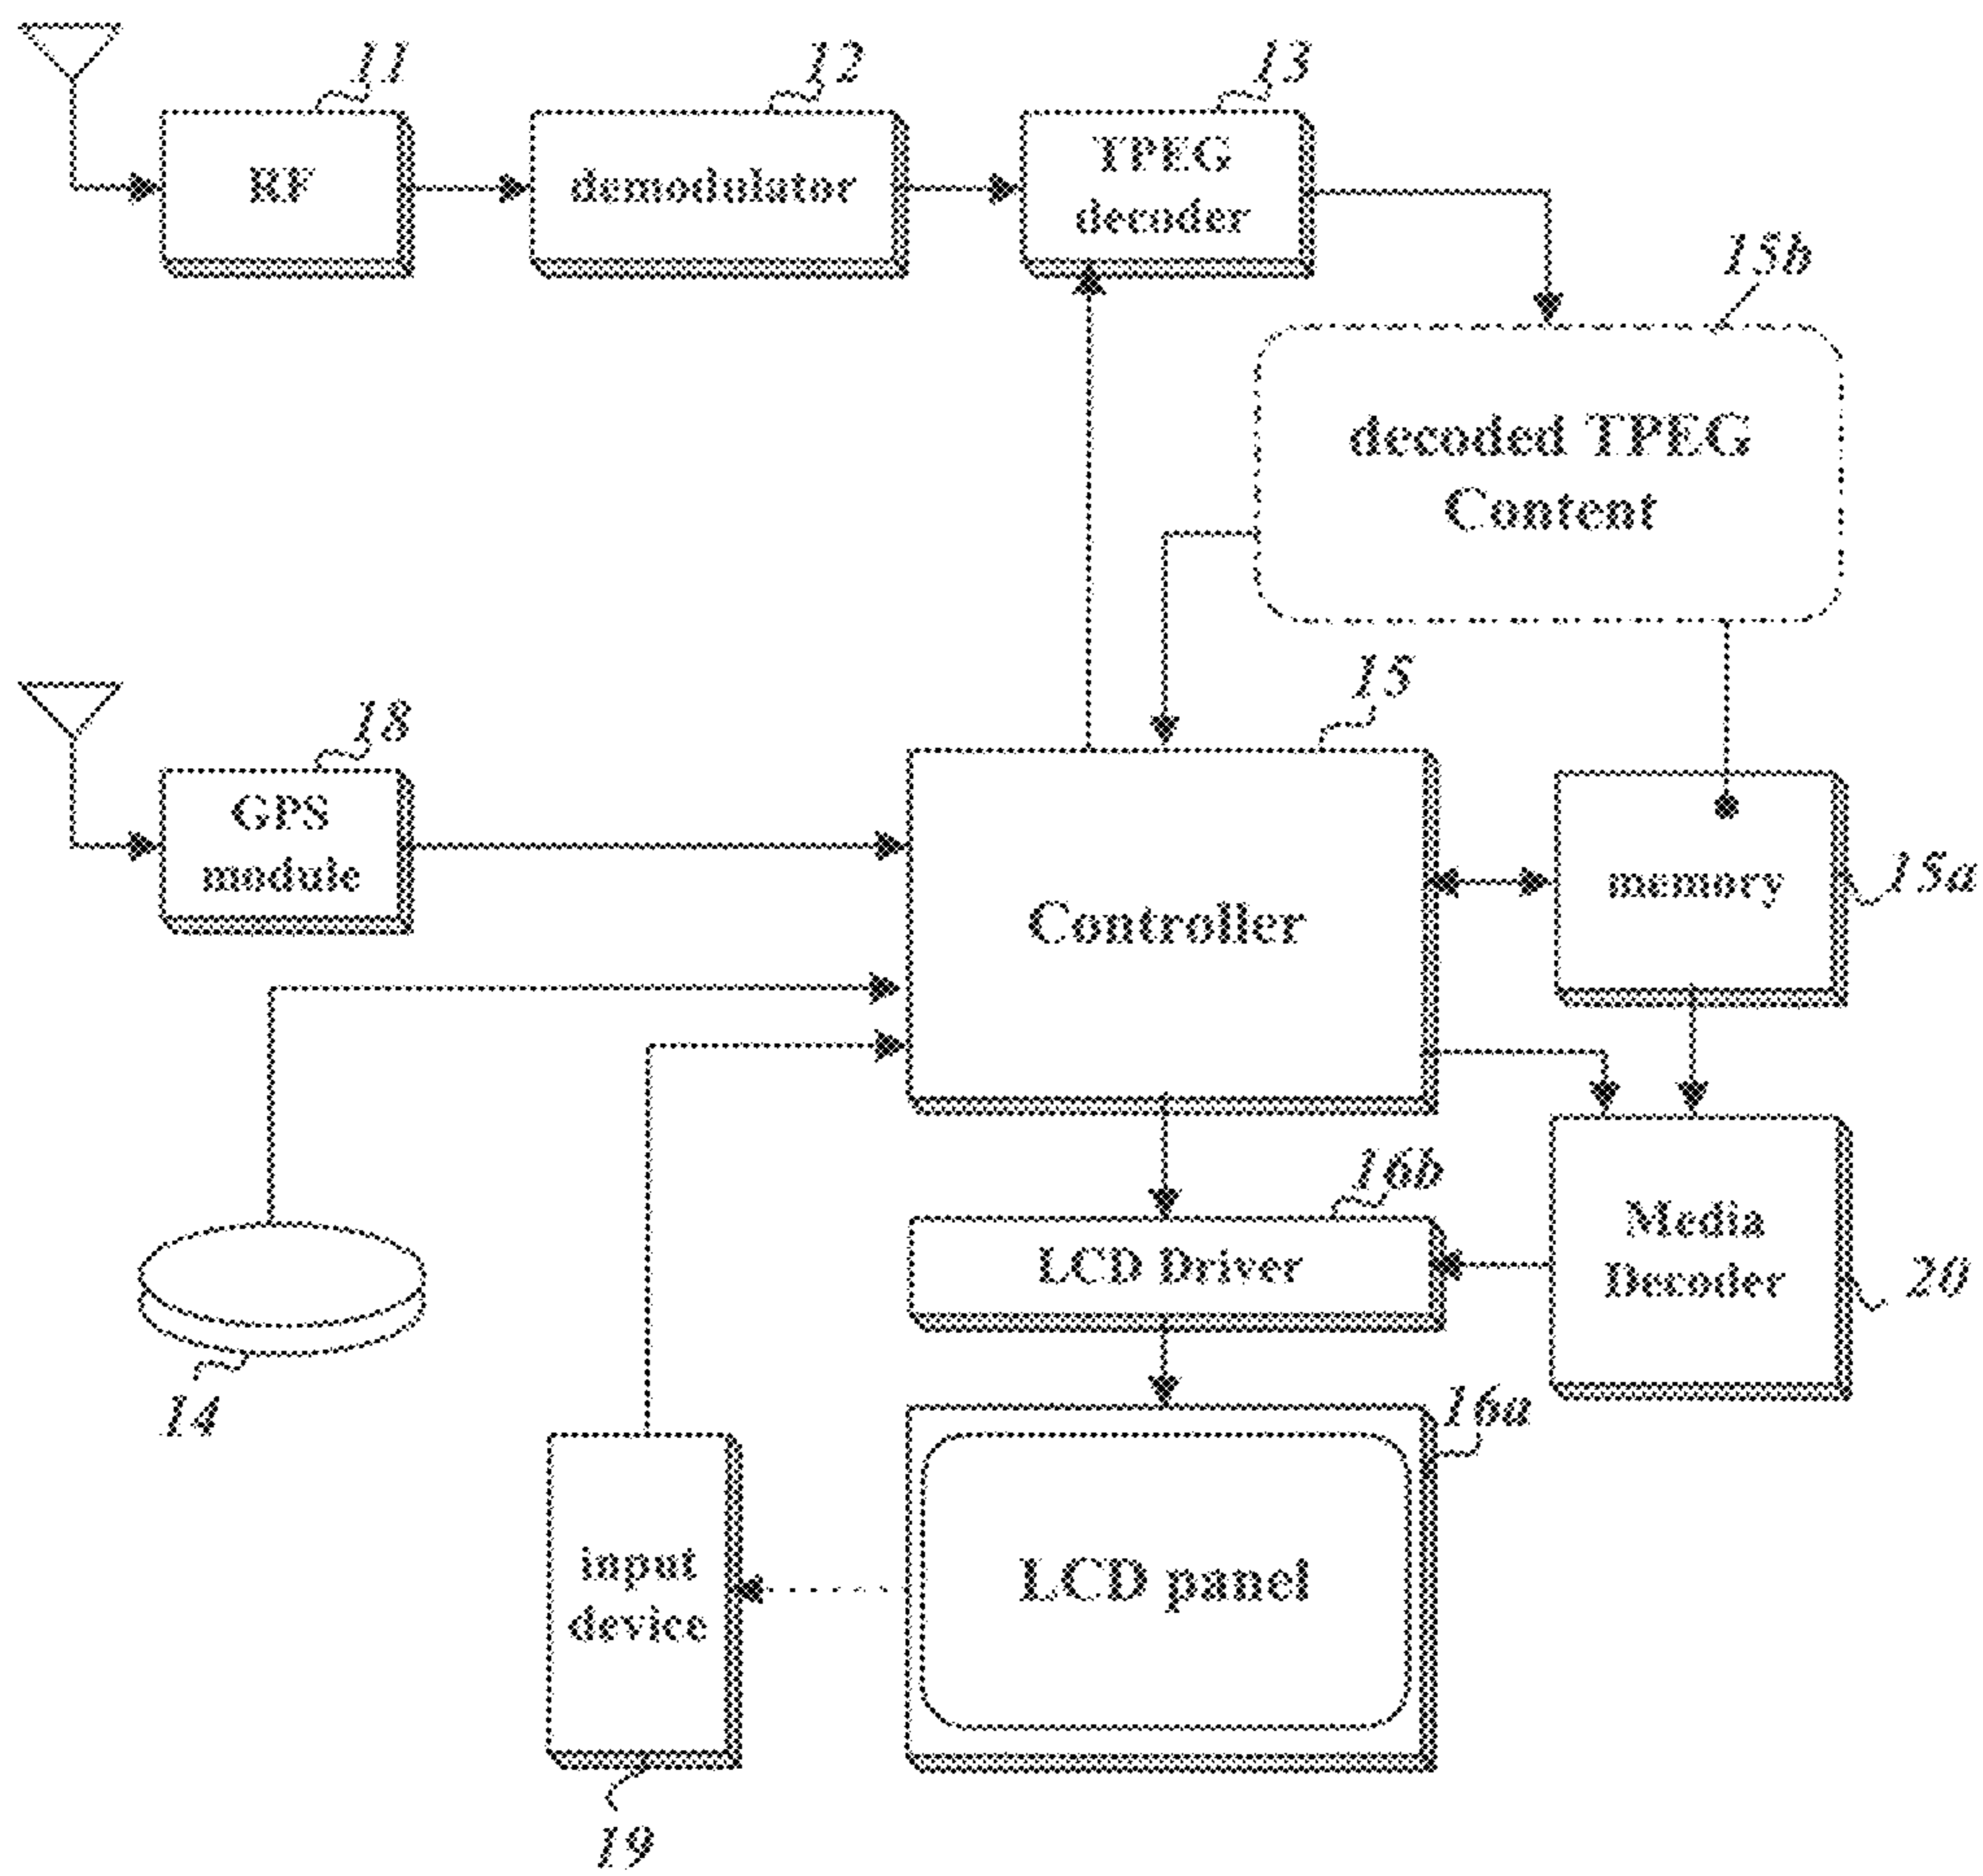 11
12
13
RF
demodulator
TPEG
decoder
15b
decoded TPEG
Content
15
18
GPS
module
Controller
memory
15a
16b
LCD Driver
Media
Decoder
20
14
16a
input
device
LCD panel
19